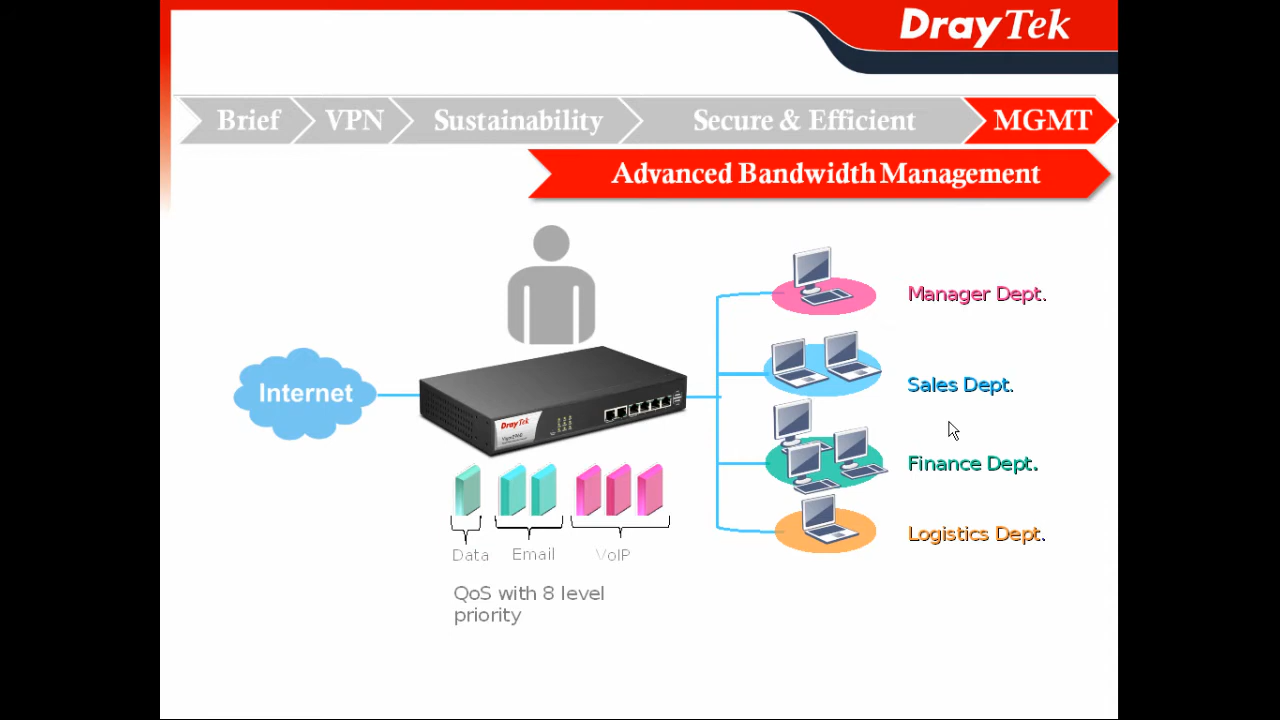 DrayTek
Brief VPN Sustainability Secure & Efficient MGMT
Advanced Bandwidth Management
Manager Dept.
Internet
Sales Dept.
DrayTek
Finance Dept.
Logistics Dept.
Data Email VoIP
QoS with 8 level
priority